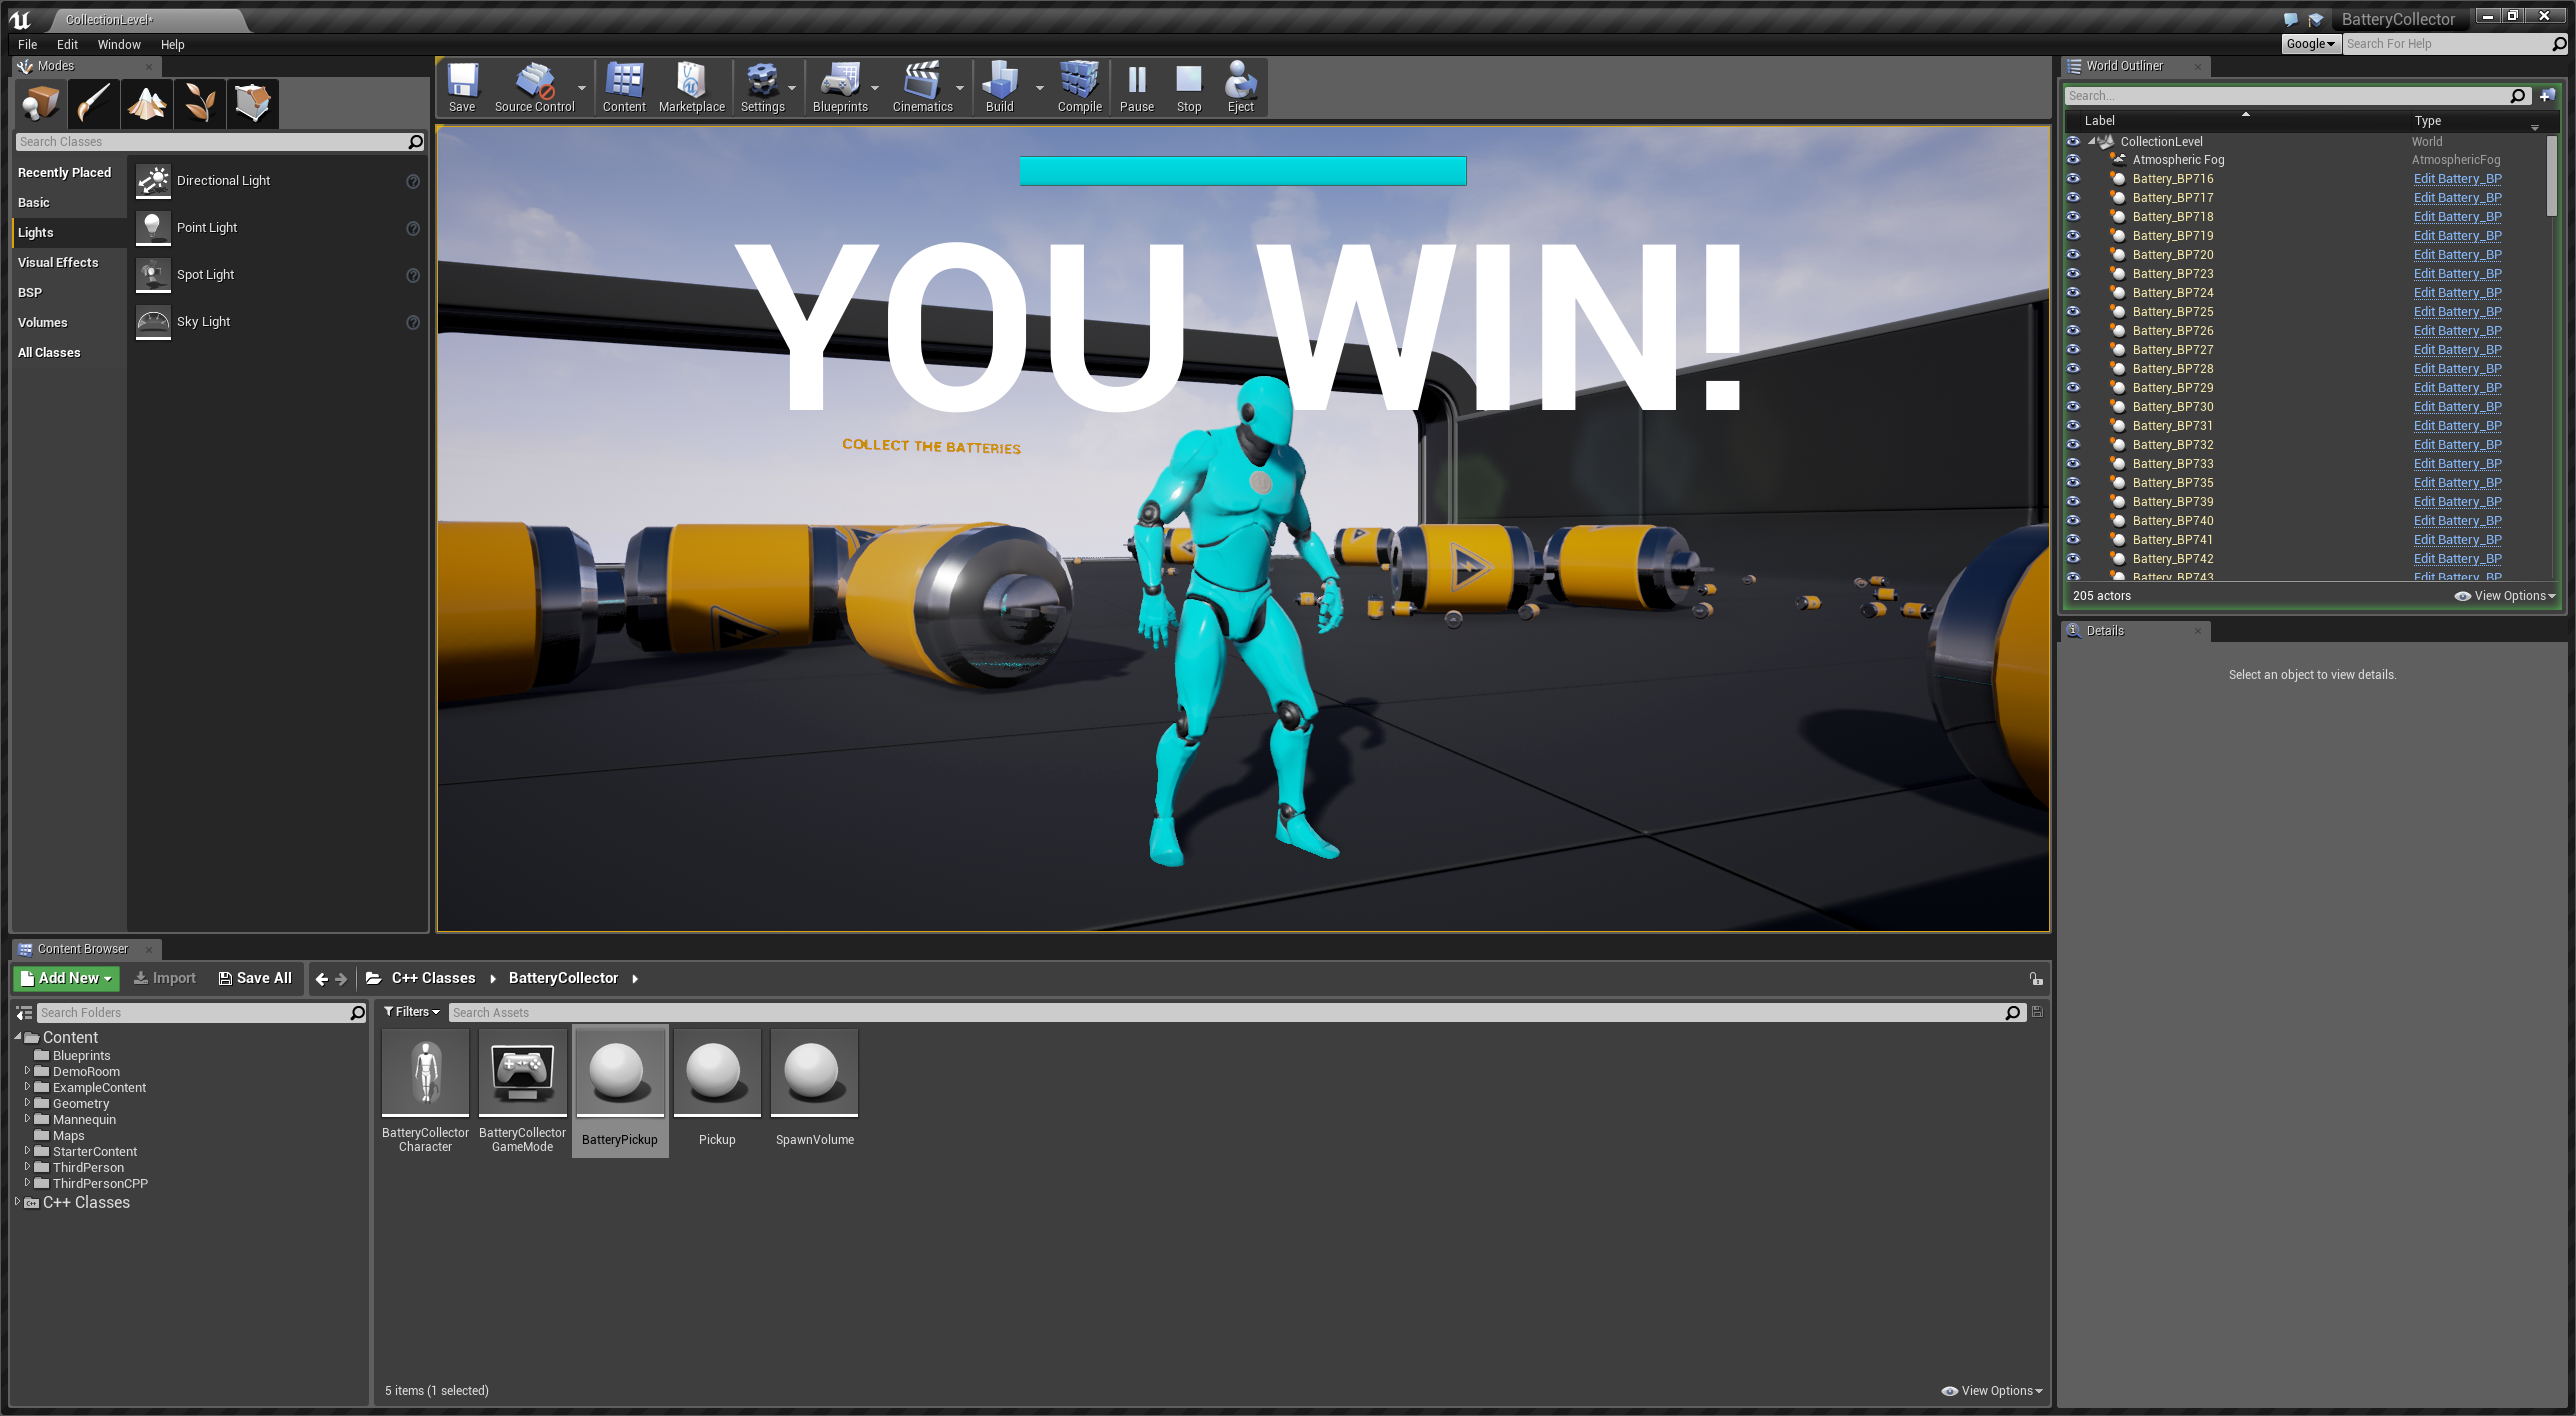 CollectionLevel*
BatteryCollector
File Edit Window Help
Google
Search For Help
Modes
Search Classes
Recently Placed
Basic
Lights
Visual Effects
BSP
Volumes
All Classes
Directional Light
Point Light
Spot Light
Sky Light
Save
Source Control
Content
Marketplace
Settings
Blueprints
Cinematics
Build
Compile
Pause
Stop
Eject
YOU WIN!
COLLECT THE BATTERIES
World Outliner
Search...
Label Type
CollectionLevel World
Atmospheric Fog AtmosphericFog
Battery_BP716 Edit Battery_BP
Battery_BP717 Edit Battery_BP
Battery_BP718 Edit Battery_BP
Battery_BP719 Edit Battery_BP
Battery_BP720 Edit Battery_BP
Battery_BP723 Edit Battery_BP
Battery_BP724 Edit Battery_BP
Battery_BP725 Edit Battery_BP
Battery_BP726 Edit Battery_BP
Battery_BP727 Edit Battery_BP
Battery_BP728 Edit Battery_BP
Battery_BP729 Edit Battery_BP
Battery_BP730 Edit Battery_BP
Battery_BP731 Edit Battery_BP
Battery_BP732 Edit Battery_BP
Battery_BP733 Edit Battery_BP
Battery_BP735 Edit Battery_BP
Battery_BP739 Edit Battery_BP
Battery_BP740 Edit Battery_BP
Battery_BP741 Edit Battery_BP
Battery_BP742 Edit Battery_BP
Battery_BP743 Edit Battery_BP
205 actors
View Options
Details
Select an object to view details.
Content Browser
Add New
Import
Save All
C++ Classes
BatteryCollector
Search Folders
Content
Blueprints
DemoRoom
ExampleContent
Geometry
Mannequin
Maps
StarterContent
ThirdPerson
ThirdPersonCPP
C++ Classes
Filters
Search Assets
BatteryCollector
Character
BatteryCollector
GameMode
BatteryPickup
Pickup
SpawnVolume
5 items (1 selected)
View Options